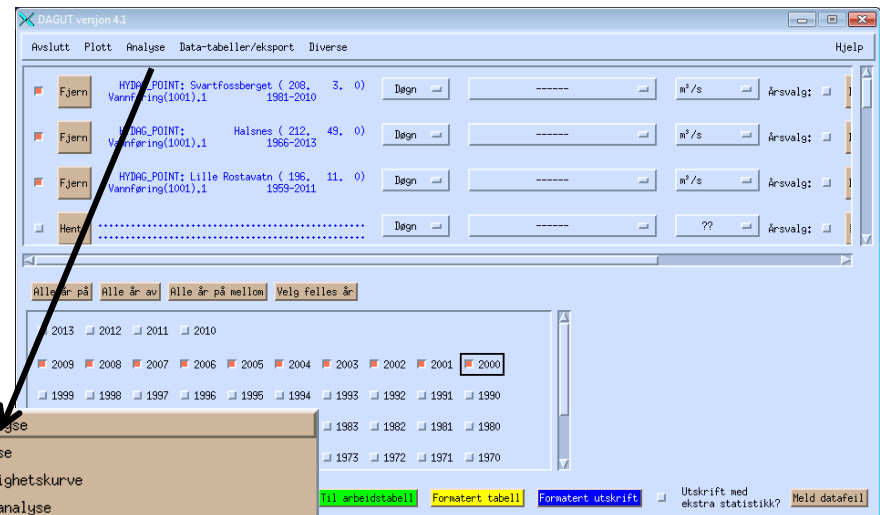 DAGUT versjon 4.1
Avslutt Plott Analyse Data-tabeller/eksport Diverse Hjelp
Fjern HYDAG_POINT: Svartfossberget ( 208. 3. 0) Døgn ------ m³/s Årsvalg:
Vannføring(1001).1 1981-2010
Fjern HYDAG_POINT: Halsnes ( 212. 49. 0) Døgn ------ m³/s Årsvalg:
Vannføring(1001).1 1966-2013
Fjern HYDAG_POINT: Lille Rostavatn ( 196. 11. 0) Døgn ------ m³/s Årsvalg:
Vannføring(1001).1 1959-2011
Hent Døgn ------ ?? Årsvalg:
Alle år på Alle år av Alle år på mellom Velg felles år
2013 2012 2011 2010
2009 2008 2007 2006 2005 2004 2003 2002 2001 2000
1999 1998 1997 1996 1995 1994 1993 1992 1991 1990
1983 1982 1981 1980
1973 1972 1971 1970
yse
se
ighetskurve
analyse
Til arbeidstabell Formatert tabell Formatert utskrift Utskrift med
ekstra statistikk? Meld datafeil